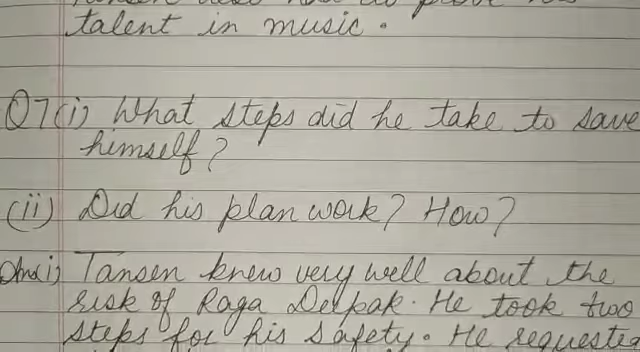 talent in music.
Q7(i) What steps did he take to save
himself?
(ii) Did his plan work? How?
Ans i) Tansen knew very well about the
risk of Raga Deepak. He took two
steps for his safety. He requested